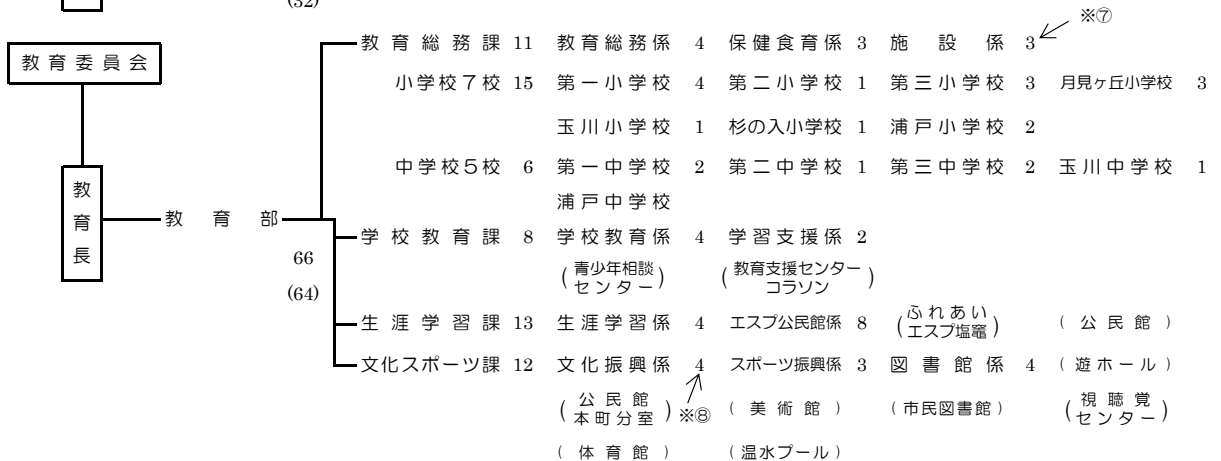 (32)
※⑦
教育総務課 11 教育総務係 4 保健食育係 3 施設係 3
教育委員会
小学校7校 15 第一小学校 4 第二小学校 1 第三小学校 3 月見ヶ丘小学校 3
玉川小学校 1 杉の入小学校 1 浦戸小学校 2
中学校5校 6 第一中学校 2 第二中学校 1 第三中学校 2 玉川中学校 1
浦戸中学校
教育長
教育部
学校教育課 8 学校教育係 4 学習支援係 2
66
(64)
(青少年相談センター) (教育支援センターコラソン)
生涯学習課 13 生涯学習係 4 エスプ公民館係 8 (ふれあいエスプ塩竈) (公民館)
文化スポーツ課 12 文化振興係 4 スポーツ振興係 3 図書館係 4 (遊ホール)
(公民館本町分室) ※⑧ (美術館) (市民図書館) (視聴覚センター)
(体育館) (温水プール)